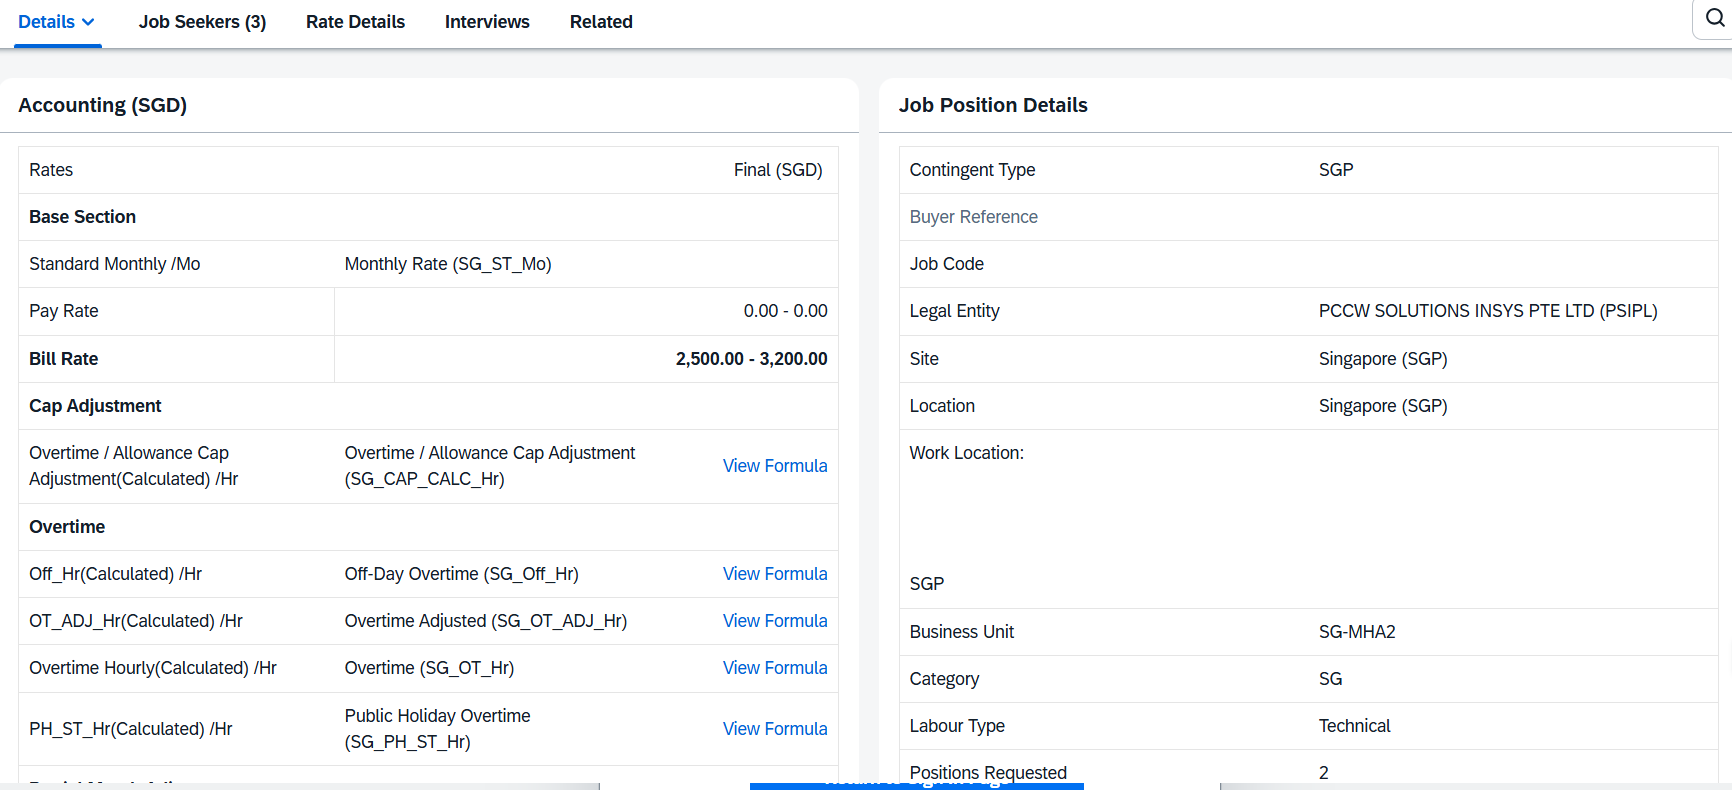 Details
Job Seekers (3)
Rate Details
Interviews
Related
Accounting (SGD)
Rates Final (SGD)
Base Section
Standard Monthly /Mo Monthly Rate (SG_ST_Mo)
Pay Rate 0.00 - 0.00
Bill Rate 2,500.00 - 3,200.00
Cap Adjustment
Overtime / Allowance Cap
Adjustment(Calculated) /Hr
Overtime / Allowance Cap Adjustment
(SG_CAP_CALC_Hr)
View Formula
Overtime
Off_Hr(Calculated) /Hr Off-Day Overtime (SG_Off_Hr) View Formula
OT_ADJ_Hr(Calculated) /Hr Overtime Adjusted (SG_OT_ADJ_Hr) View Formula
Overtime Hourly(Calculated) /Hr Overtime (SG_OT_Hr) View Formula
PH_ST_Hr(Calculated) /Hr
Public Holiday Overtime
(SG_PH_ST_Hr)
View Formula
Job Position Details
Contingent Type SGP
Buyer Reference
Job Code
Legal Entity PCCW SOLUTIONS INSYS PTE LTD (PSIPL)
Site Singapore (SGP)
Location Singapore (SGP)
Work Location:
SGP
Business Unit SG-MHA2
Category SG
Labour Type Technical
Positions Requested 2